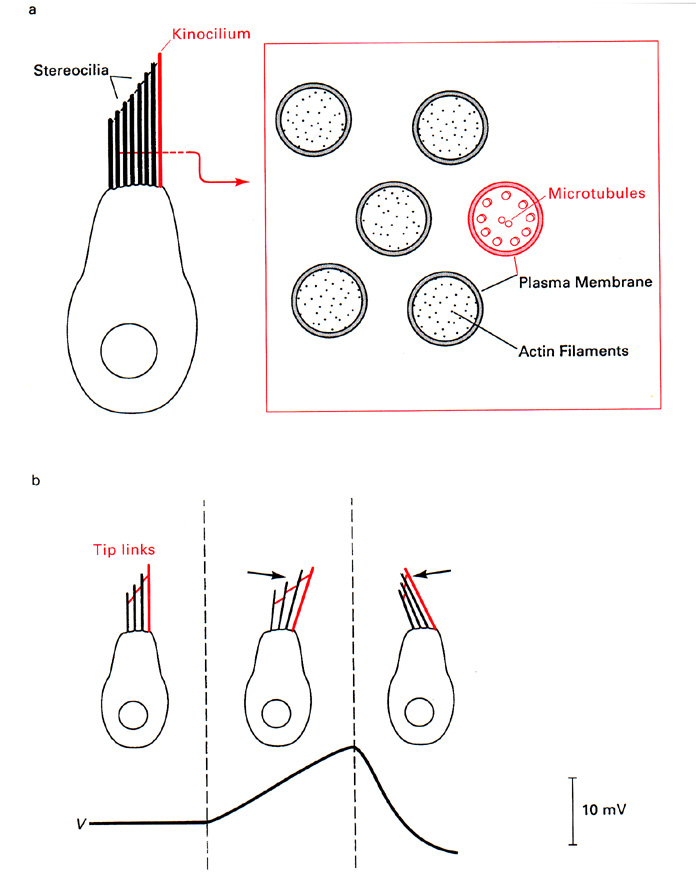 a
Kinocilium
Stereocilia
Microtubules
Plasma Membrane
Actin Filaments
b
Tip links
V
10 mV